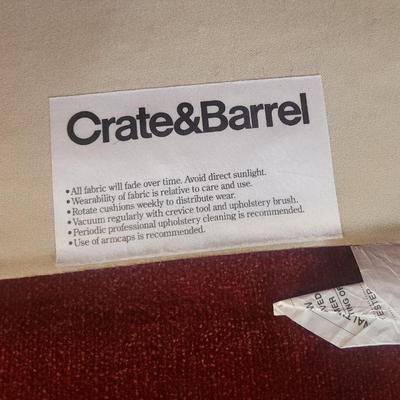 Crate&Barrel
•All fabric will fade over time. Avoid direct sunlight.
•Wearability of fabric is relative to care and use.
•Rotate cushions weekly to distribute wear.
•Vacuum regularly with crevice tool and upholstery brush.
•Periodic professional upholstery cleaning is recommended.
•Use of armcaps is recommended.